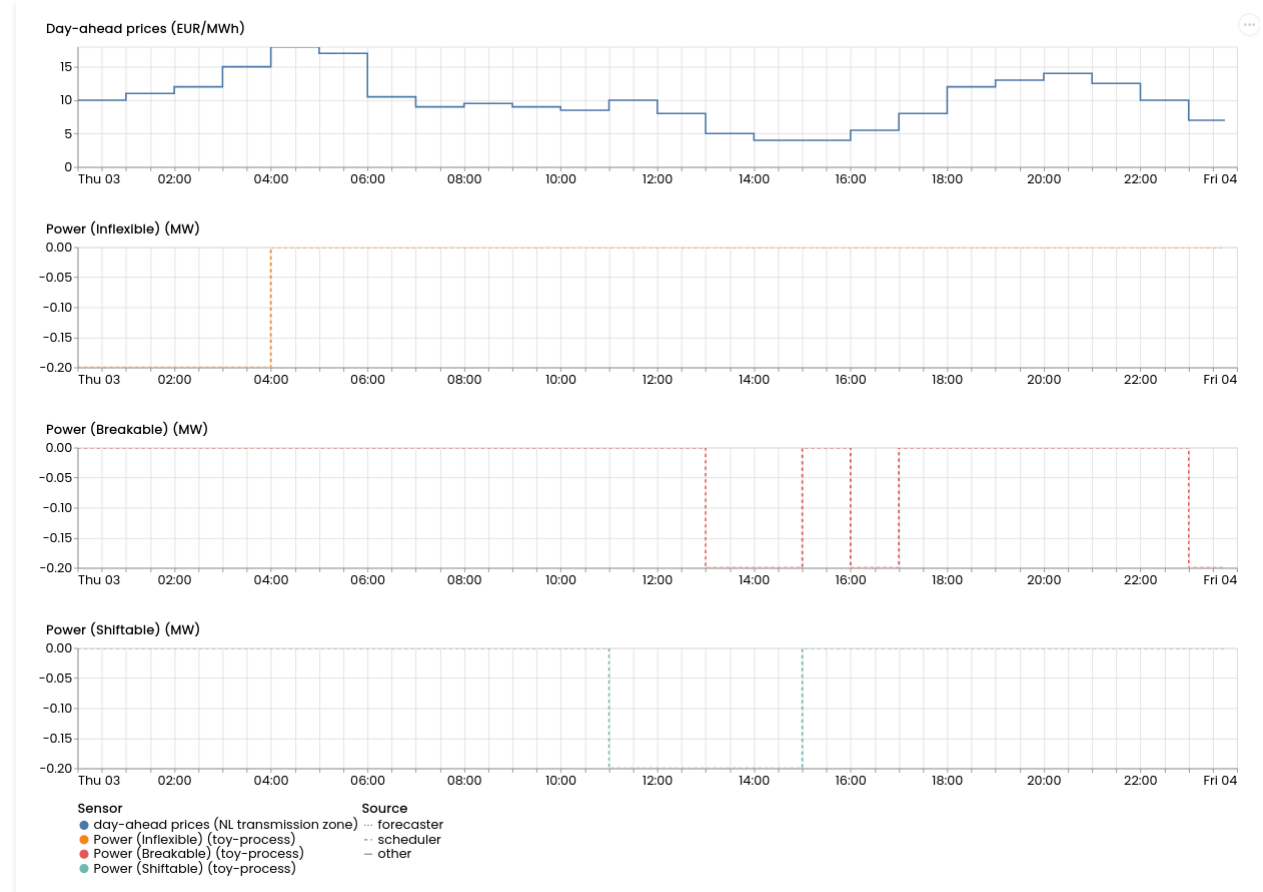 Day-ahead prices (EUR/MWh)
15
10
5
0
Thu 03 02:00 04:00 06:00 08:00 10:00 12:00 14:00 16:00 18:00 20:00 22:00 Fri 04
Power (Inflexible) (MW)
0.00
−0.05
−0.10
−0.15
−0.20
Thu 03 02:00 04:00 06:00 08:00 10:00 12:00 14:00 16:00 18:00 20:00 22:00 Fri 04
Power (Breakable) (MW)
0.00
−0.05
−0.10
−0.15
−0.20
Thu 03 02:00 04:00 06:00 08:00 10:00 12:00 14:00 16:00 18:00 20:00 22:00 Fri 04
Power (Shiftable) (MW)
0.00
−0.05
−0.10
−0.15
−0.20
Thu 03 02:00 04:00 06:00 08:00 10:00 12:00 14:00 16:00 18:00 20:00 22:00 Fri 04
Sensor
day-ahead prices (NL transmission zone)
Power (Inflexible) (toy-process)
Power (Breakable) (toy-process)
Power (Shiftable) (toy-process)
Source
forecaster
scheduler
other